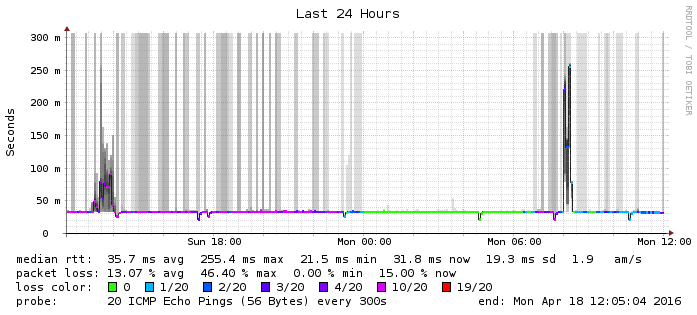 Last 24 Hours
RRDTOOL / TOBI OETIKER
Seconds
300 m
250 m
200 m
150 m
100 m
50 m
0
Sun 18:00 Mon 00:00 Mon 06:00 Mon 12:00
median rtt: 35.7 ms avg 255.4 ms max 21.5 ms min 31.8 ms now 19.3 ms sd 1.9 am/s
packet loss: 13.07 % avg 46.40 % max 0.00 % min 15.00 % now
loss color: 0 1/20 2/20 3/20 4/20 10/20 19/20
probe: 20 ICMP Echo Pings (56 Bytes) every 300s end: Mon Apr 18 12:05:04 2016